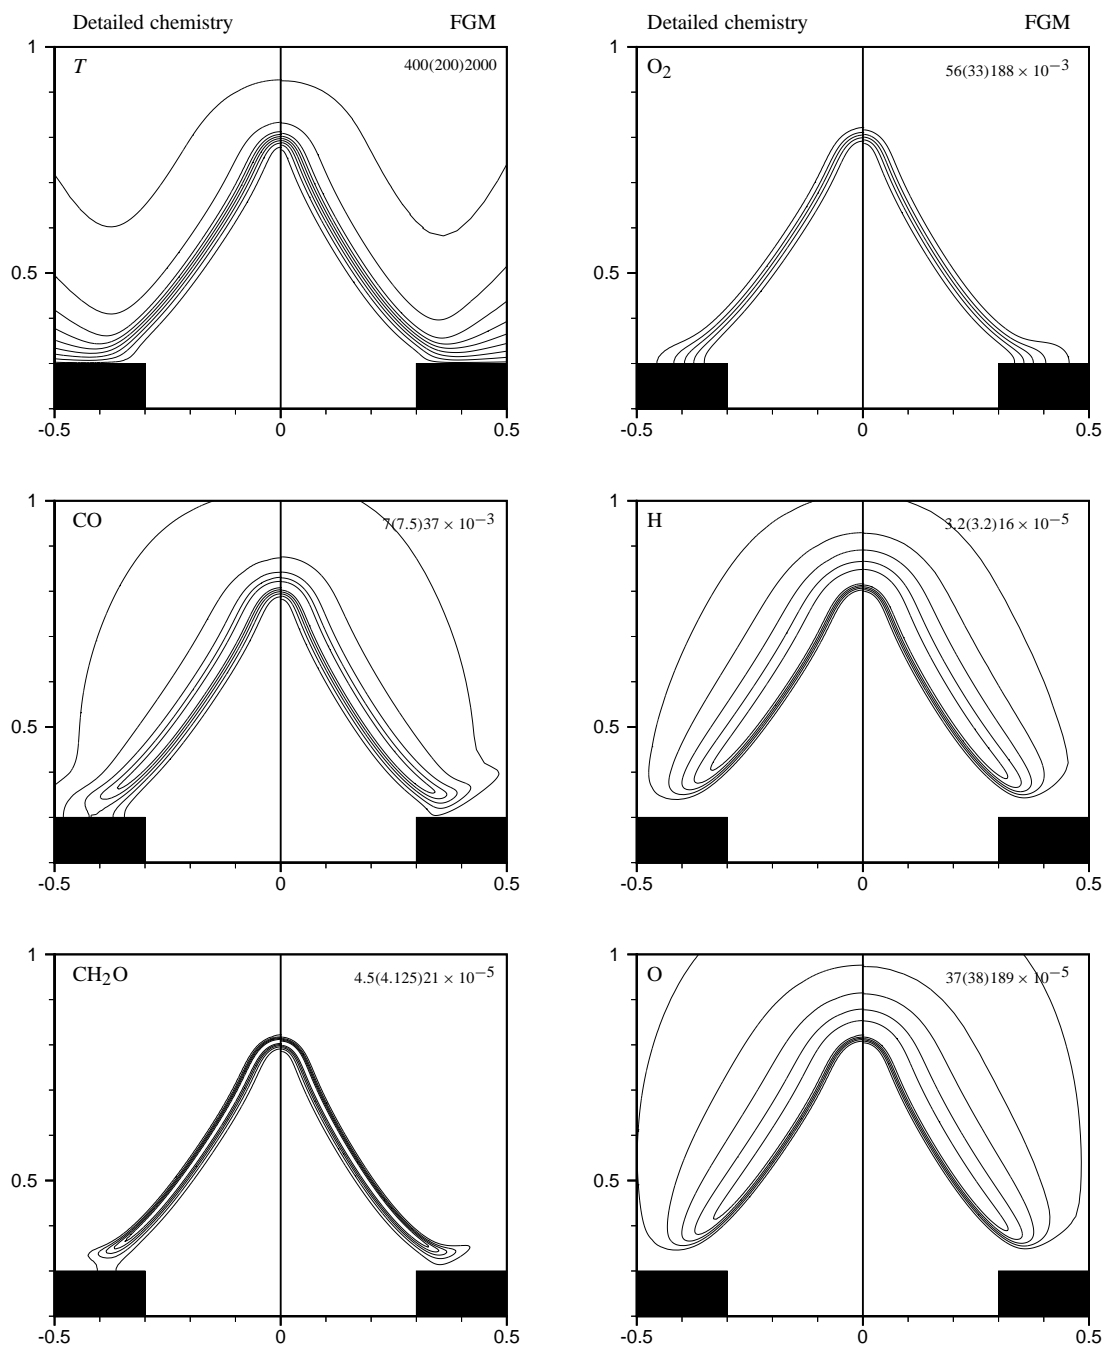 Detailed chemistry FGM
Detailed chemistry FGM
T
400(200)2000
1
0.5
-0.5 0 0.5
O2
56(33)188 × 10−3
1
0.5
-0.5 0 0.5
CO
7(7.5)37 × 10−3
1
0.5
-0.5 0 0.5
H
3.2(3.2)16 × 10−5
1
0.5
-0.5 0 0.5
CH2O
4.5(4.125)21 × 10−5
1
0.5
-0.5 0 0.5
O
37(38)189 × 10−5
1
0.5
-0.5 0 0.5